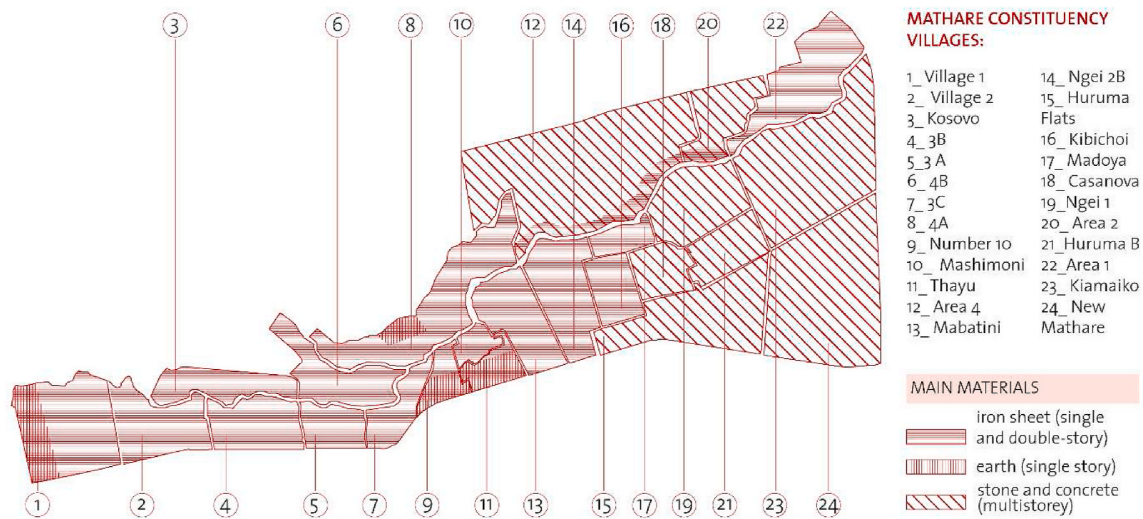 3
6
8
10
12
14
16
18
20
22
1
2
4
5
7
9
11
13
15
17
19
21
23
24
MATHARE CONSTITUENCY
VILLAGES:
1_ Village 1
2_ Village 2
3_ Kosovo
4_ 3B
5_ 3 A
6_ 4B
7_ 3C
8_ 4A
9_ Number 10
10_ Mashimoni
11_ Thayu
12_ Area 4
13_ Mabatini
14_ Ngei 2B
15_ Huruma
Flats
16_ Kibichoi
17_ Madoya
18_ Casanova
19_ Ngei 1
20_ Area 2
21_ Huruma B
22_ Area 1
23_ Kiamaiko
24_ New
Mathare
MAIN MATERIALS
iron sheet (single
and double-story)
earth (single story)
stone and concrete
(multistorey)